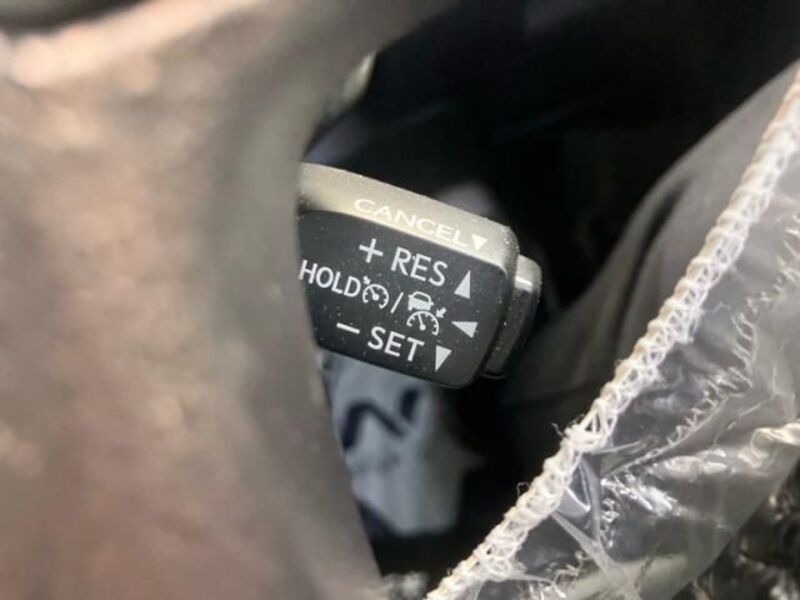 CANCEL▼
+ RES ▲
HOLD / ◄
− SET ▼